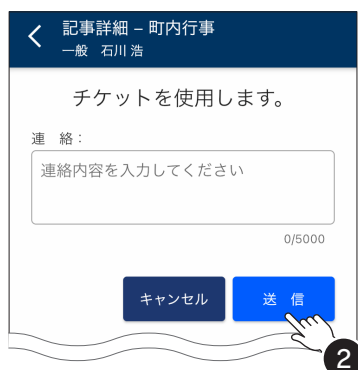 記事詳細 – 町内行事
一般 石川 浩
チケットを使用します。
連 絡：
連絡内容を入力してください
0/5000
キャンセル
送 信
2